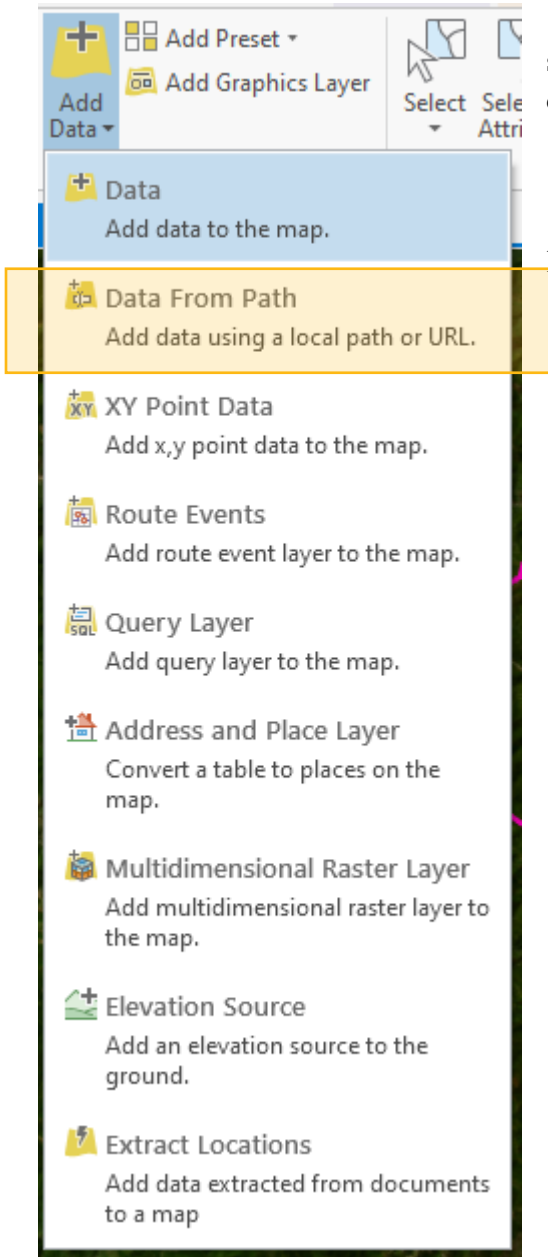 Add Preset
Add Graphics Layer
Add
Data
Select
Sele
Attri
Data
Add data to the map.
Data From Path
Add data using a local path or URL.
XY
XY Point Data
Add x,y point data to the map.
Route Events
Add route event layer to the map.
SQL
Query Layer
Add query layer to the map.
Address and Place Layer
Convert a table to places on the
map.
Multidimensional Raster Layer
Add multidimensional raster layer to
the map.
Elevation Source
Add an elevation source to the
ground.
Extract Locations
Add data extracted from documents
to a map